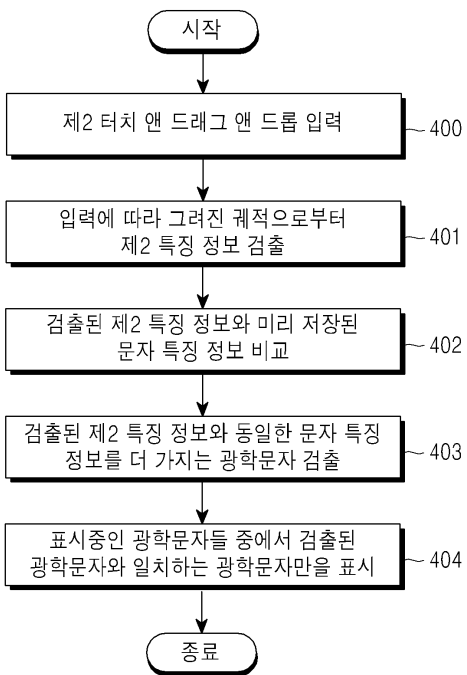 시작
제2 터치 앤 드래그 앤 드롭 입력
400
입력에 따라 그려진 궤적으로부터
제2 특징 정보 검출
401
검출된 제2 특징 정보와 미리 저장된
문자 특징 정보 비교
402
검출된 제2 특징 정보와 동일한 문자 특징
정보를 더 가지는 광학문자 검출
403
표시중인 광학문자들 중에서 검출된
광학문자와 일치하는 광학문자만을 표시
404
종료